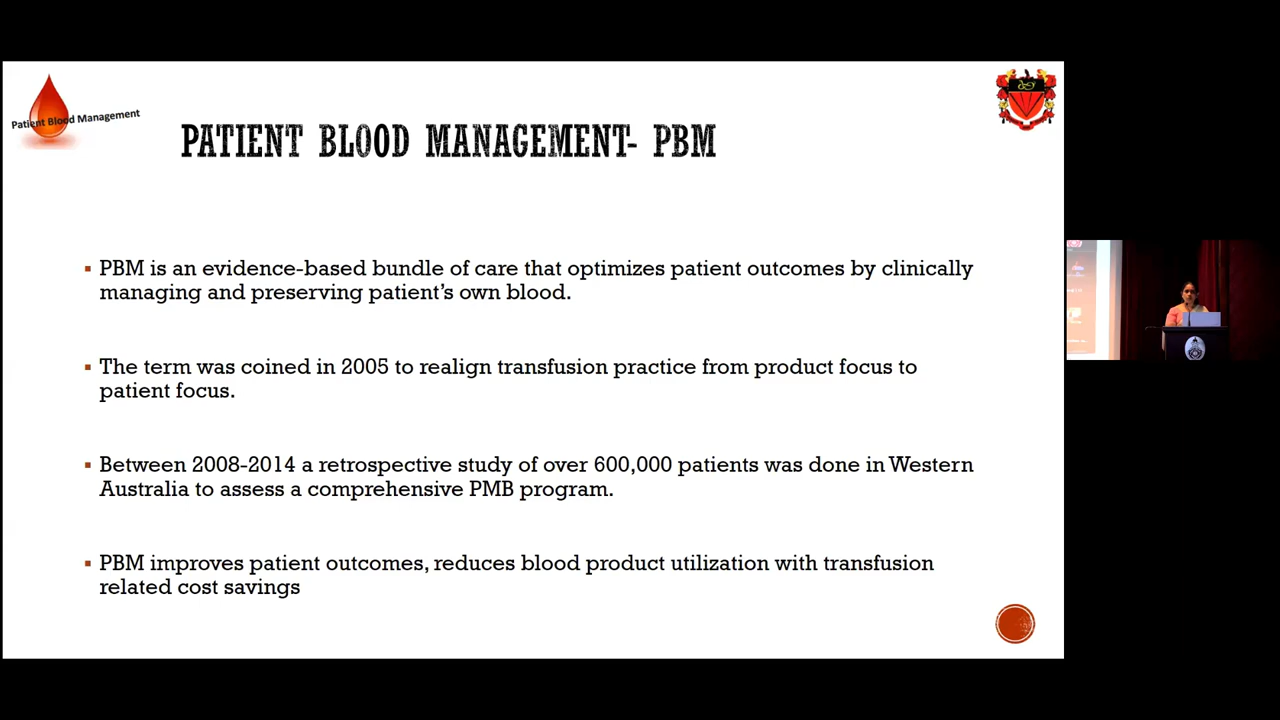 Patient Blood Management
PATIENT BLOOD MANAGEMENT- PBM
▪ PBM is an evidence-based bundle of care that optimizes patient outcomes by clinically
managing and preserving patient's own blood.
▪ The term was coined in 2005 to realign transfusion practice from product focus to
patient focus.
▪ Between 2008-2014 a retrospective study of over 600,000 patients was done in Western
Australia to assess a comprehensive PMB program.
▪ PBM improves patient outcomes, reduces blood product utilization with transfusion
related cost savings